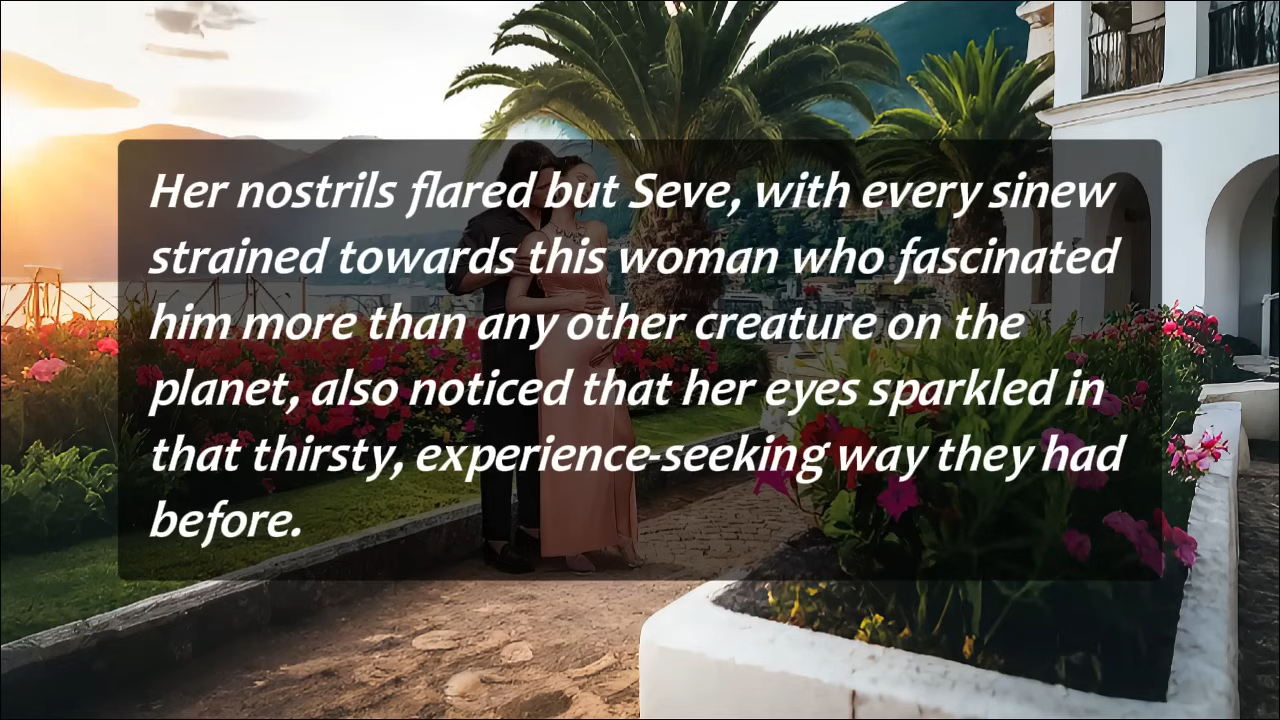 Her nostrils flared but Seve, with every sinew
strained towards this woman who fascinated
him more than any other creature on the
planet, also noticed that her eyes sparkled in
that thirsty, experience-seeking way they had
before.